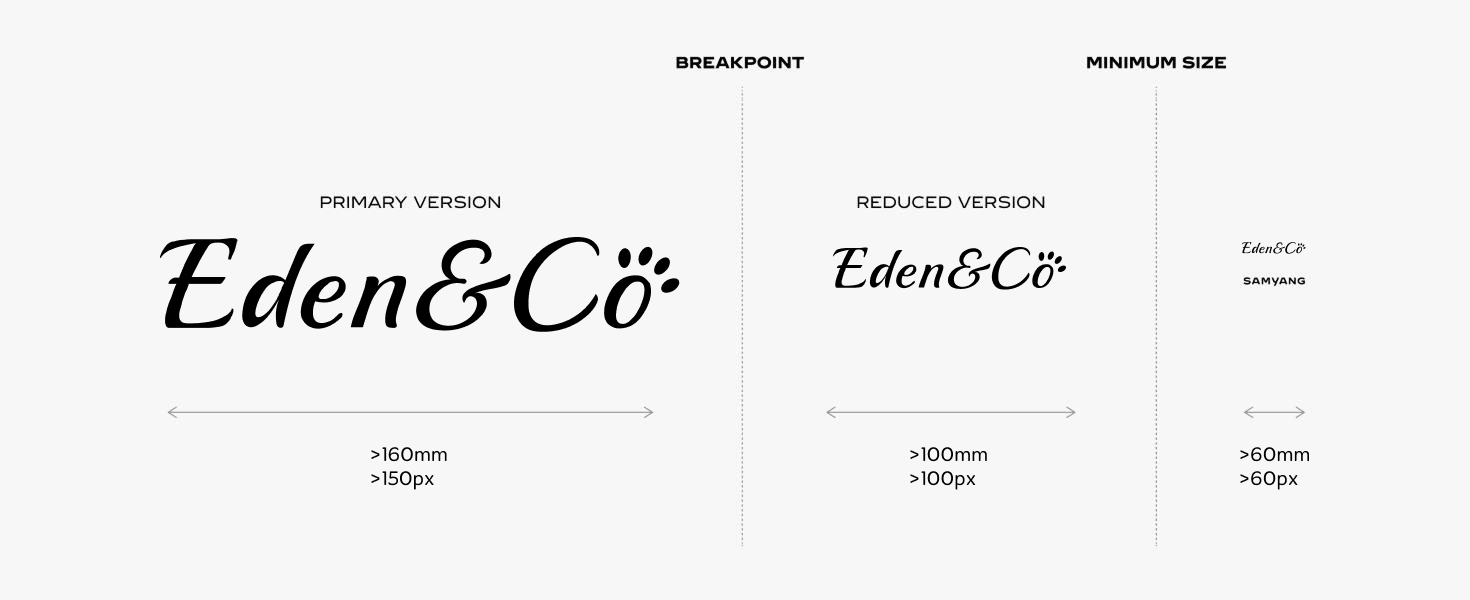 BREAKPOINT
MINIMUM SIZE
PRIMARY VERSION
Eden&Cö
>160mm
>150px
REDUCED VERSION
Eden&Cö
>100mm
>100px
Eden&Cö
SAMYANG
>60mm
>60px